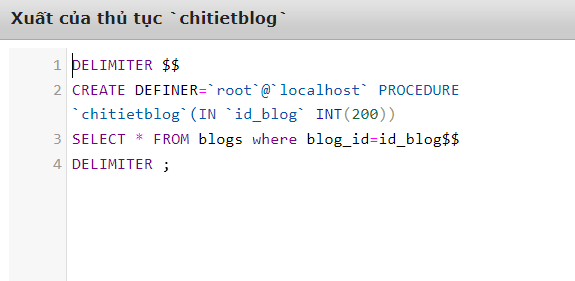 Xuất của thủ tục `chitietblog`
1 DELIMITER $$
2 CREATE DEFINER=`root`@`localhost` PROCEDURE
`chitietblog`(IN `id_blog` INT(200))
3 SELECT * FROM blogs where blog_id=id_blog$$
4 DELIMITER ;